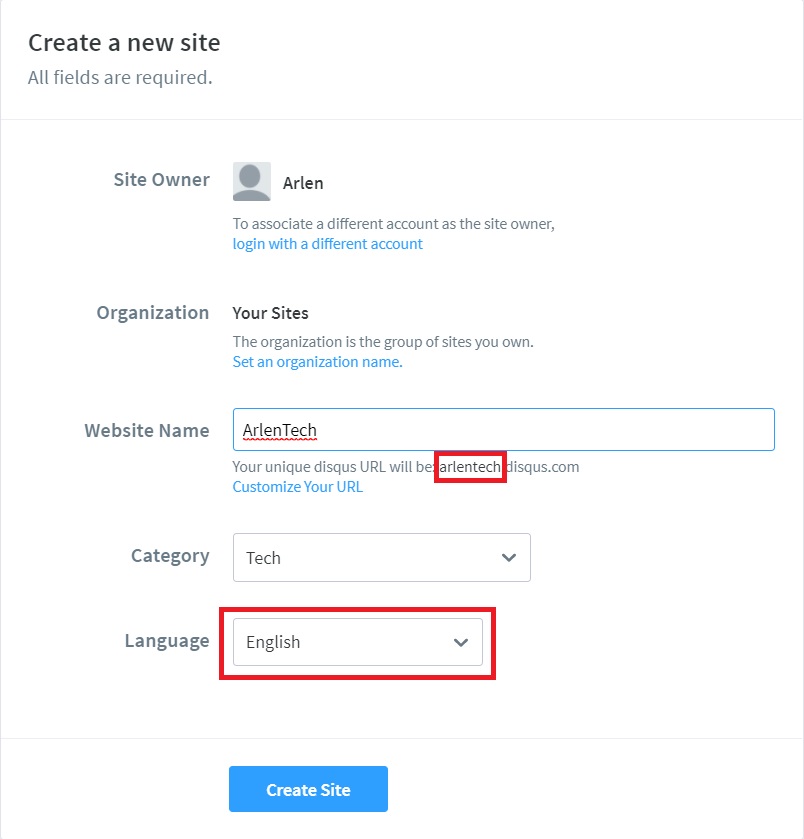 Create a new site
All fields are required.
Site Owner
Arlen
To associate a different account as the site owner,
login with a different account
Organization
Your Sites
The organization is the group of sites you own.
Set an organization name.
Website Name
ArlenTech
Your unique disqus URL will be: arlentech.disqus.com
Customize Your URL
Category
Tech
Language
English
Create Site